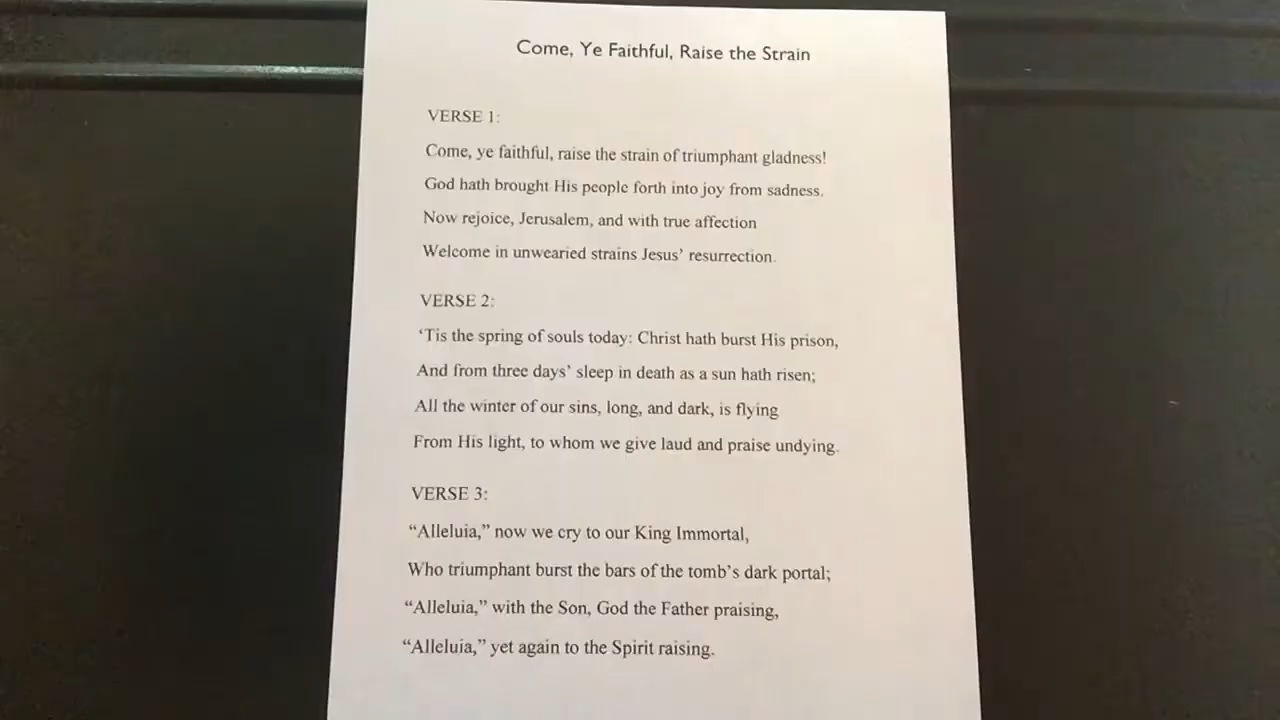 Come, Ye Faithful, Raise the Strain
VERSE 1:
Come, ye faithful, raise the strain of triumphant gladness!
God hath brought His people forth into joy from sadness.
Now rejoice, Jerusalem, and with true affection
Welcome in unwearied strains Jesus’ resurrection.
VERSE 2:
‘Tis the spring of souls today: Christ hath burst His prison,
And from three days’ sleep in death as a sun hath risen;
All the winter of our sins, long, and dark, is flying
From His light, to whom we give laud and praise undying.
VERSE 3:
“Alleluia,” now we cry to our King Immortal,
Who triumphant burst the bars of the tomb’s dark portal;
“Alleluia,” with the Son, God the Father praising,
“Alleluia,” yet again to the Spirit raising.